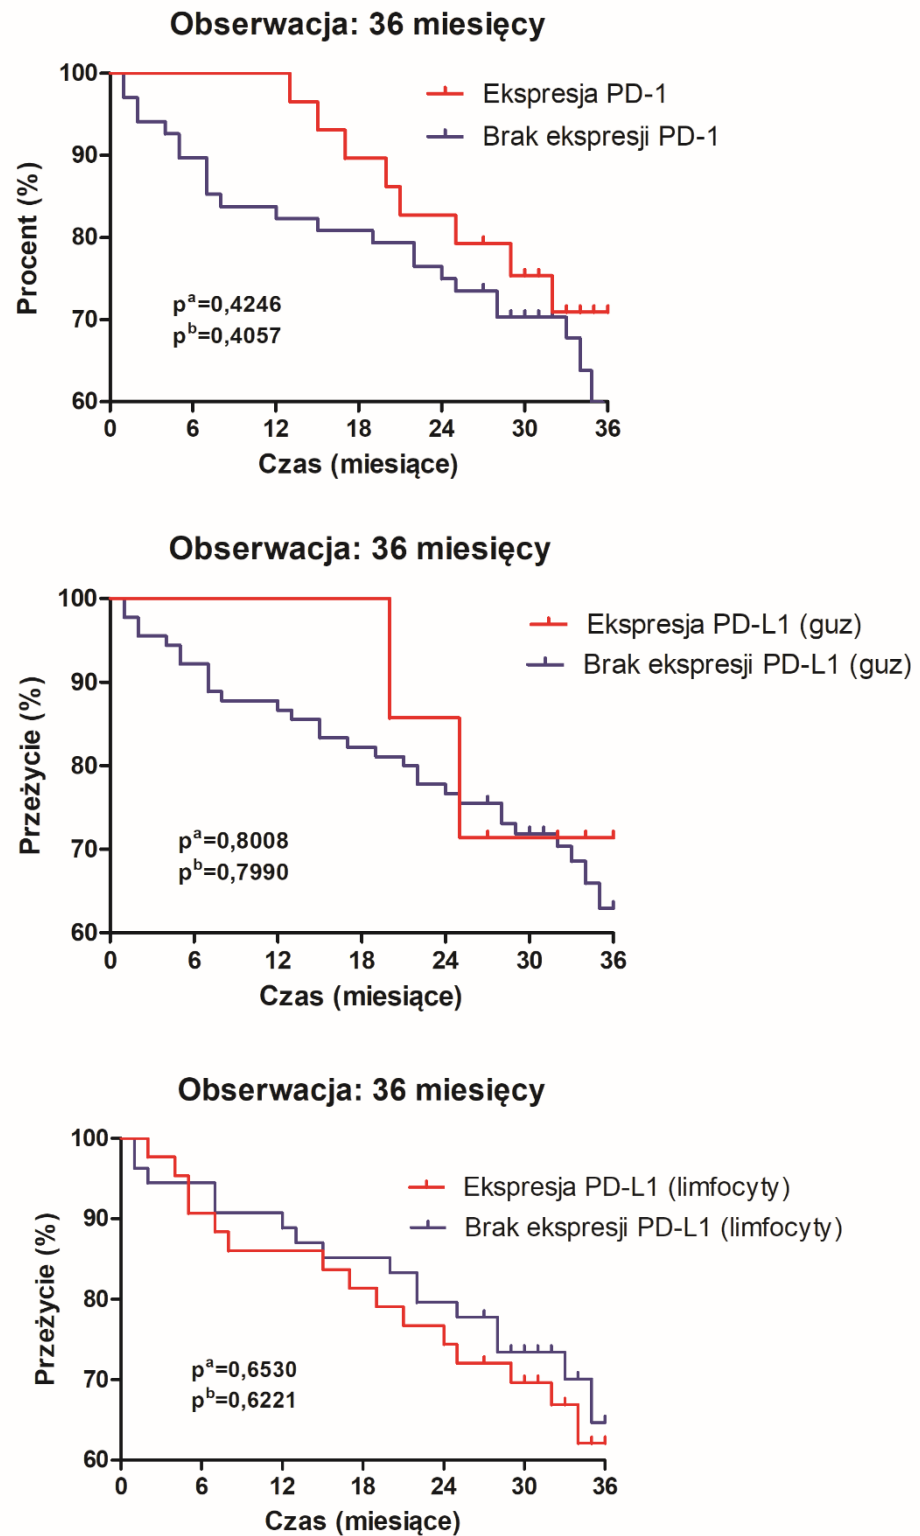 Obserwacja: 36 miesięcy
100
90
80
70
60
Procent (%)
Ekspresja PD-1
Brak ekspresji PD-1
pᵃ=0,4246
pᵇ=0,4057
0 6 12 18 24 30 36
Czas (miesiące)
Obserwacja: 36 miesięcy
100
90
80
70
60
Przeżycie (%)
Ekspresja PD-L1 (guz)
Brak ekspresji PD-L1 (guz)
pᵃ=0,8008
pᵇ=0,7990
0 6 12 18 24 30 36
Czas (miesiące)
Obserwacja: 36 miesięcy
100
90
80
70
60
Przeżycie (%)
Ekspresja PD-L1 (limfocyty)
Brak ekspresji PD-L1 (limfocyty)
pᵃ=0,6530
pᵇ=0,6221
0 6 12 18 24 30 36
Czas (miesiące)